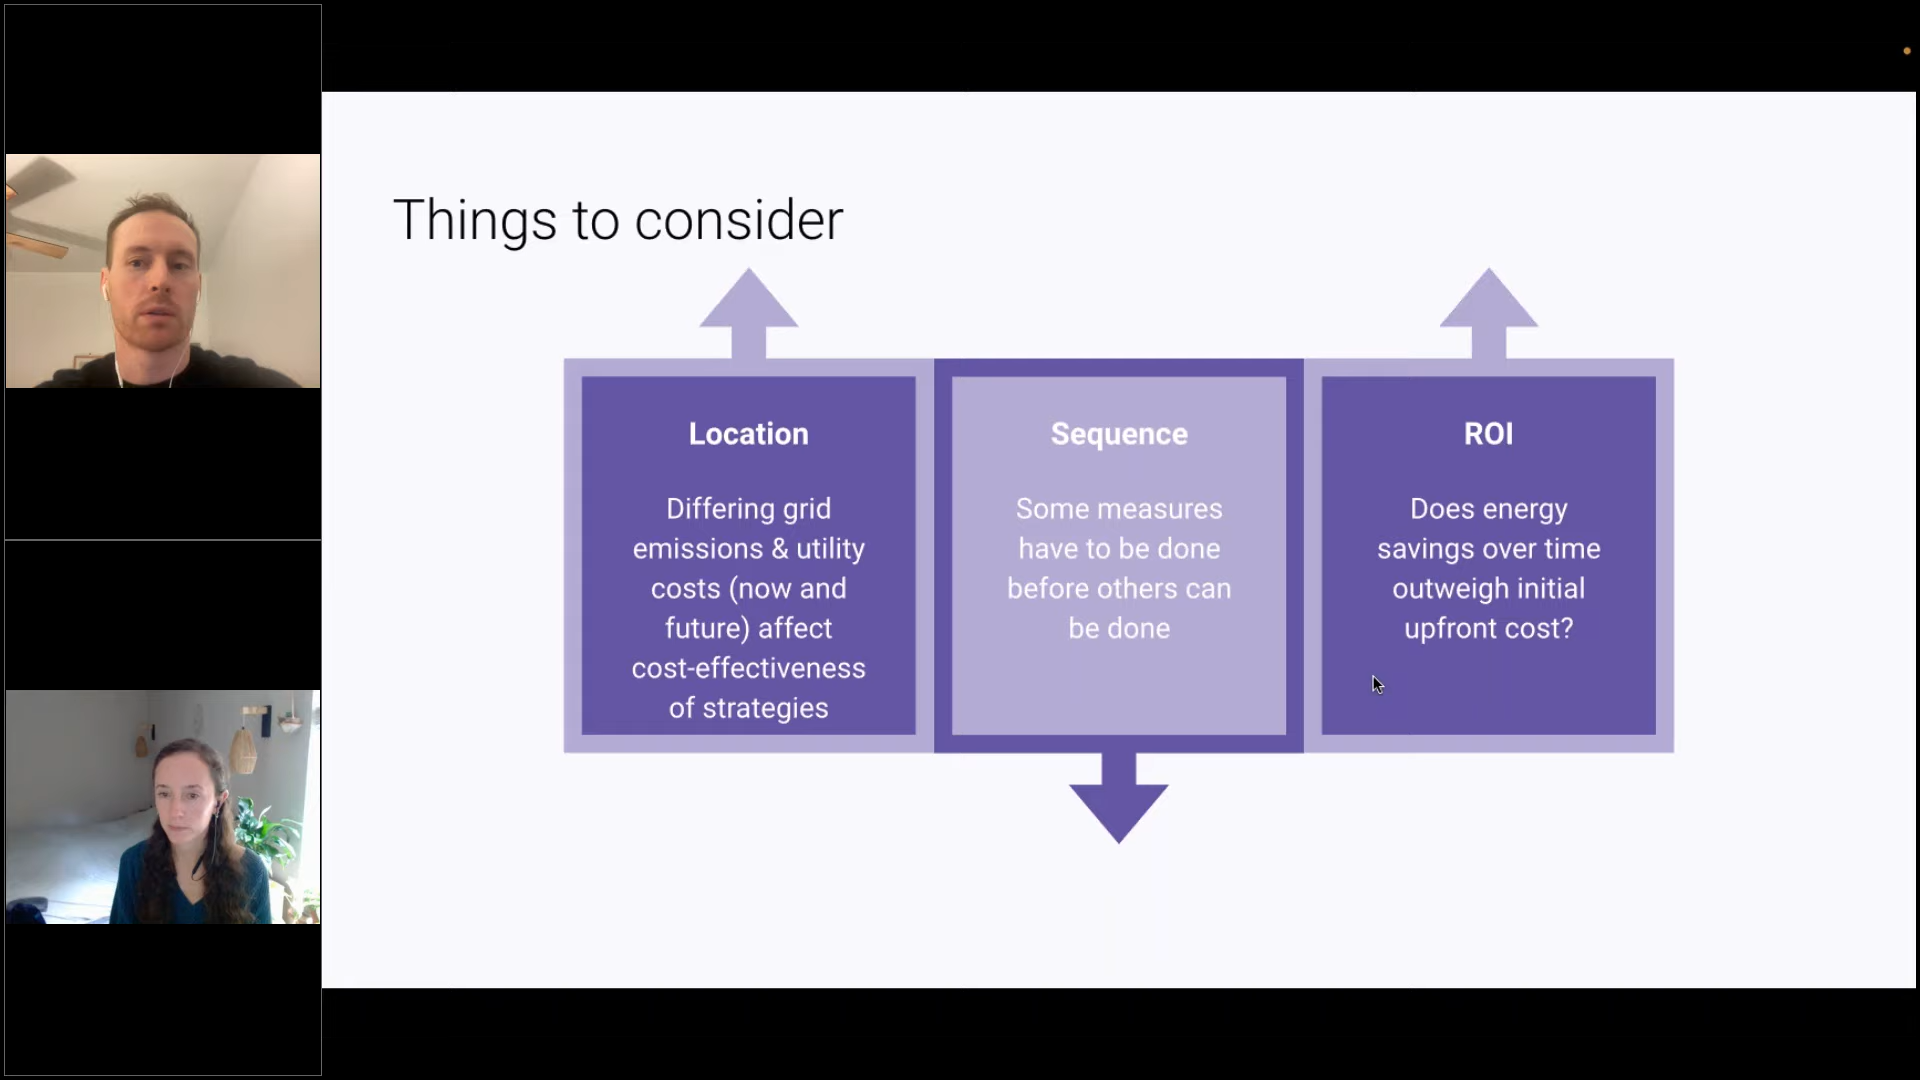 Things to consider
Location
Differing grid
emissions & utility
costs (now and
future) affect
cost-effectiveness
of strategies
Sequence
Some measures
have to be done
before others can
be done
ROI
Does energy
savings over time
outweigh initial
upfront cost?